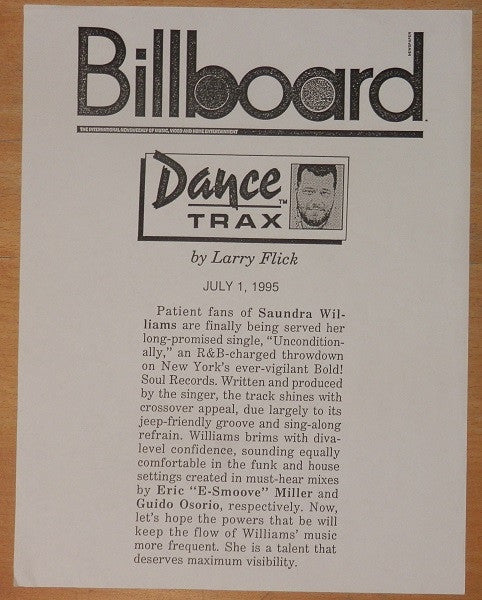 Billboard
THE INTERNATIONAL NEWSWEEKLY OF MUSIC, VIDEO AND HOME ENTERTAINMENT
Dance
TM
TRAX
by Larry Flick
JULY 1, 1995
Patient fans of Saundra Wil-
liams are finally being served her
long-promised single, “Uncondition-
ally,” an R&B-charged throwdown
on New York's ever-vigilant Bold!
Soul Records. Written and produced
by the singer, the track shines with
crossover appeal, due largely to its
jeep-friendly groove and sing-along
refrain. Williams brims with diva-
level confidence, sounding equally
comfortable in the funk and house
settings created in must-hear mixes
by Eric “E-Smoove” Miller and
Guido Osorio, respectively. Now,
let's hope the powers that be will
keep the flow of Williams' music
more frequent. She is a talent that
deserves maximum visibility.